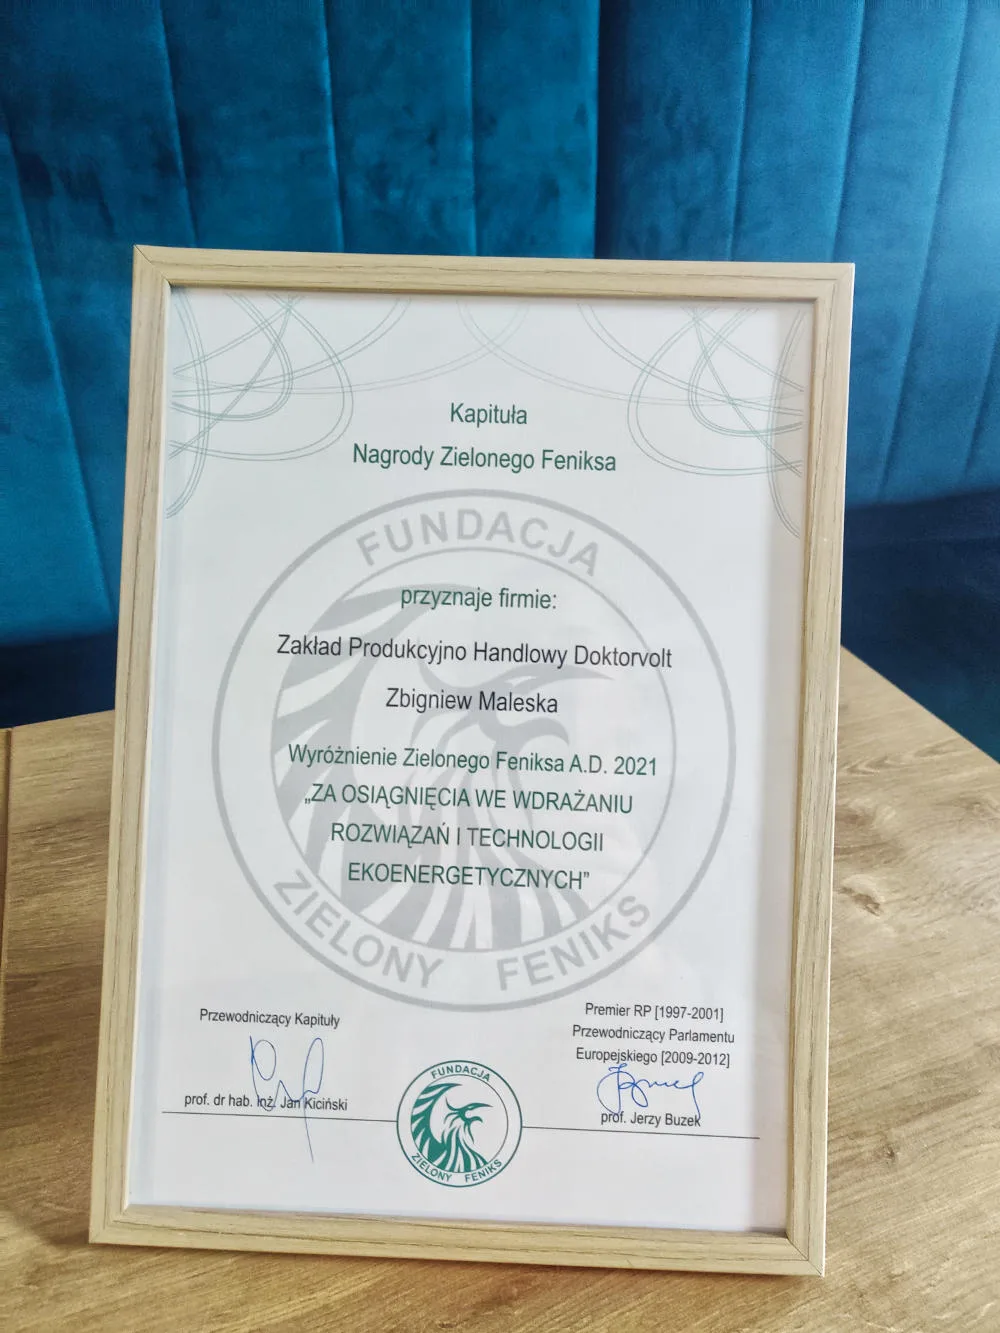 Kapituła
Nagrody Zielonego Feniksa
FUNDACJA
przyznaje firmie:
Zakład Produkcyjno Handlowy Doktorvolt
Zbigniew Maleska
Wyróżnienie Zielonego Feniksa A.D. 2021
„ZA OSIĄGNIĘCIA WE WDRAŻANIU
ROZWIĄZAŃ I TECHNOLOGII
EKOENERGETYCZNYCH”
ZIELONY FENIKS
Przewodniczący Kapituły
prof. dr hab. inż. Jan Kiciński
Premier RP [1997-2001]
Przewodniczący Parlamentu
Europejskiego [2009-2012]
prof. Jerzy Buzek
FUNDACJA
ZIELONY FENIKS